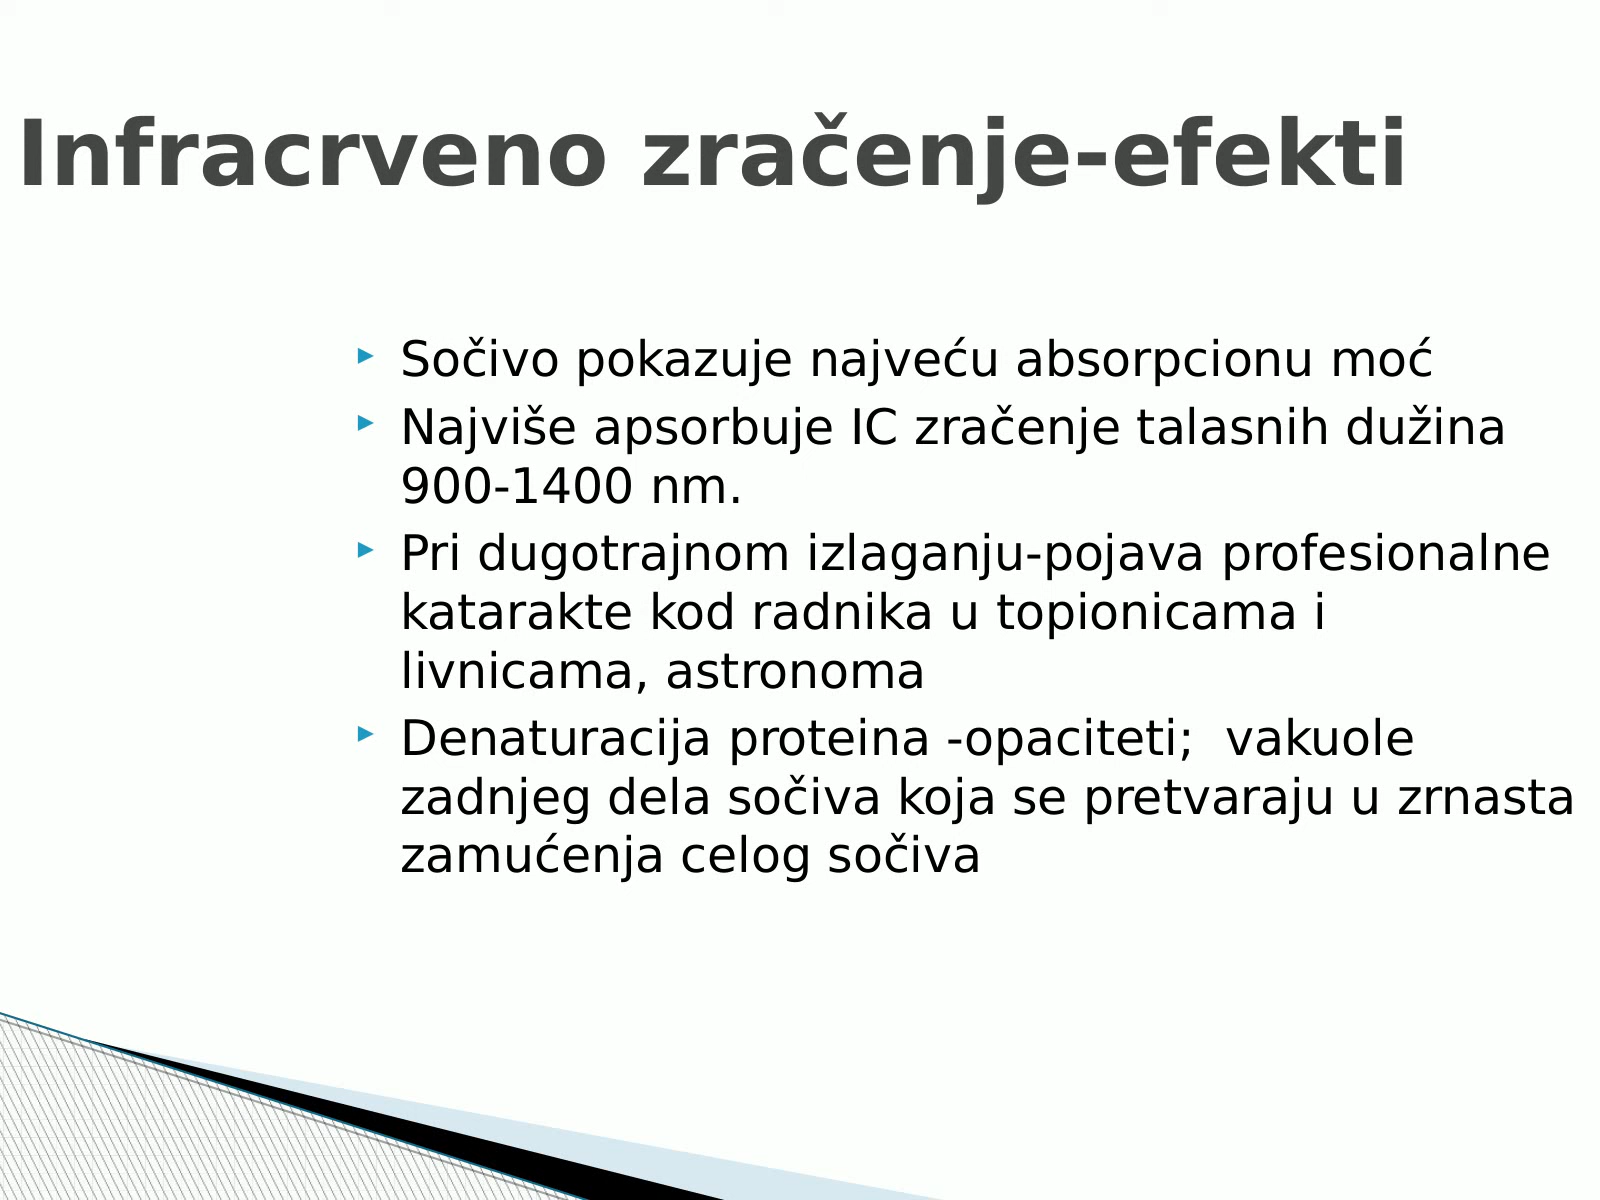 Infracrveno zračenje-efekti
Sočivo pokazuje najveću absorpcionu moć
Najviše apsorbuje IC zračenje talasnih dužina
900-1400 nm.
Pri dugotrajnom izlaganju-pojava profesionalne
katarakte kod radnika u topionicama i
livnicama, astronoma
Denaturacija proteina -opaciteti;  vakuole
zadnjeg dela sočiva koja se pretvaraju u zrnasta
zamućenja celog sočiva